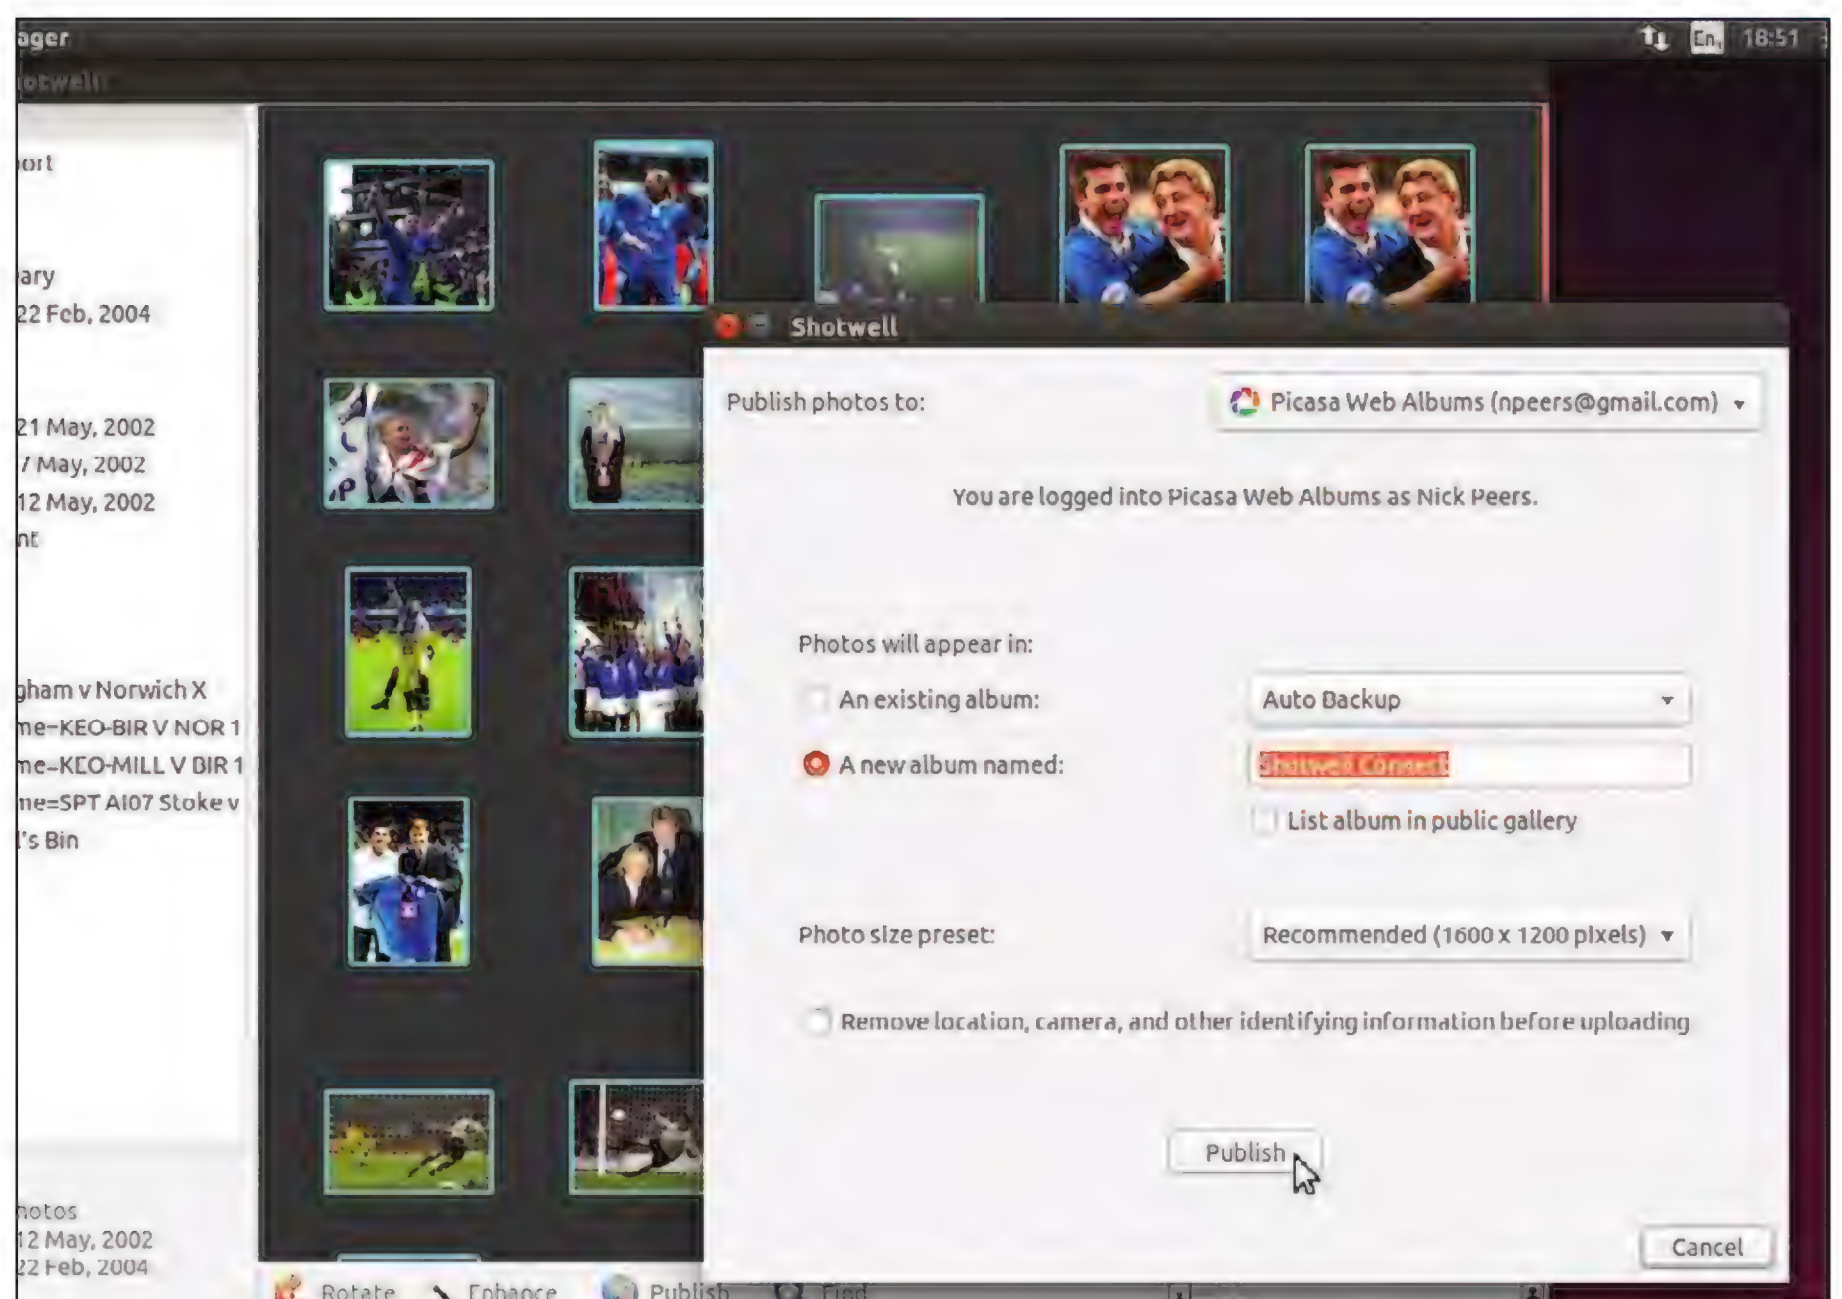 ager
En 18:51
otwell
ort
ary
22 Feb, 2004
21 May, 2002
7 May, 2002
12 May, 2002
nt
gham v Norwich X
me=KEO-BIR V NOR 1
me=KEO-MILL V BIR 1
me=SPT AI07 Stoke v
l's Bin
hotos
12 May, 2002
22 Feb, 2004
Shotwell
Publish photos to:
Picasa Web Albums (npeers@gmail.com)
You are logged into Picasa Web Albums as Nick Peers.
Photos will appear in:
An existing album:
Auto Backup
A new album named:
Shotwell Connect
List album in public gallery
Photo size preset:
Recommended (1600 x 1200 pixels)
Remove location, camera, and other identifying information before uploading
Publish
Cancel
Rotate Enhance Publish Find